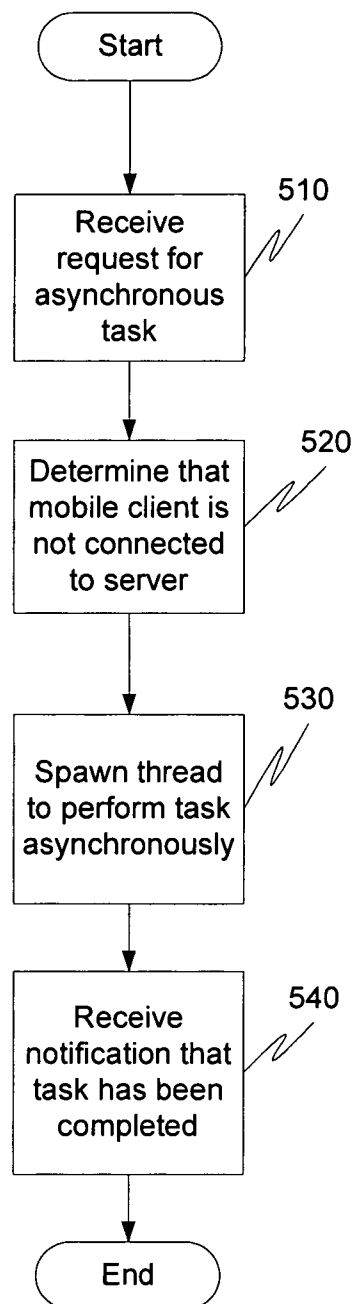 Start
510
Receive
request for
asynchronous
task
520
Determine that
mobile client is
not connected
to server
530
Spawn thread
to perform task
asynchronously
540
Receive
notification that
task has been
completed
End